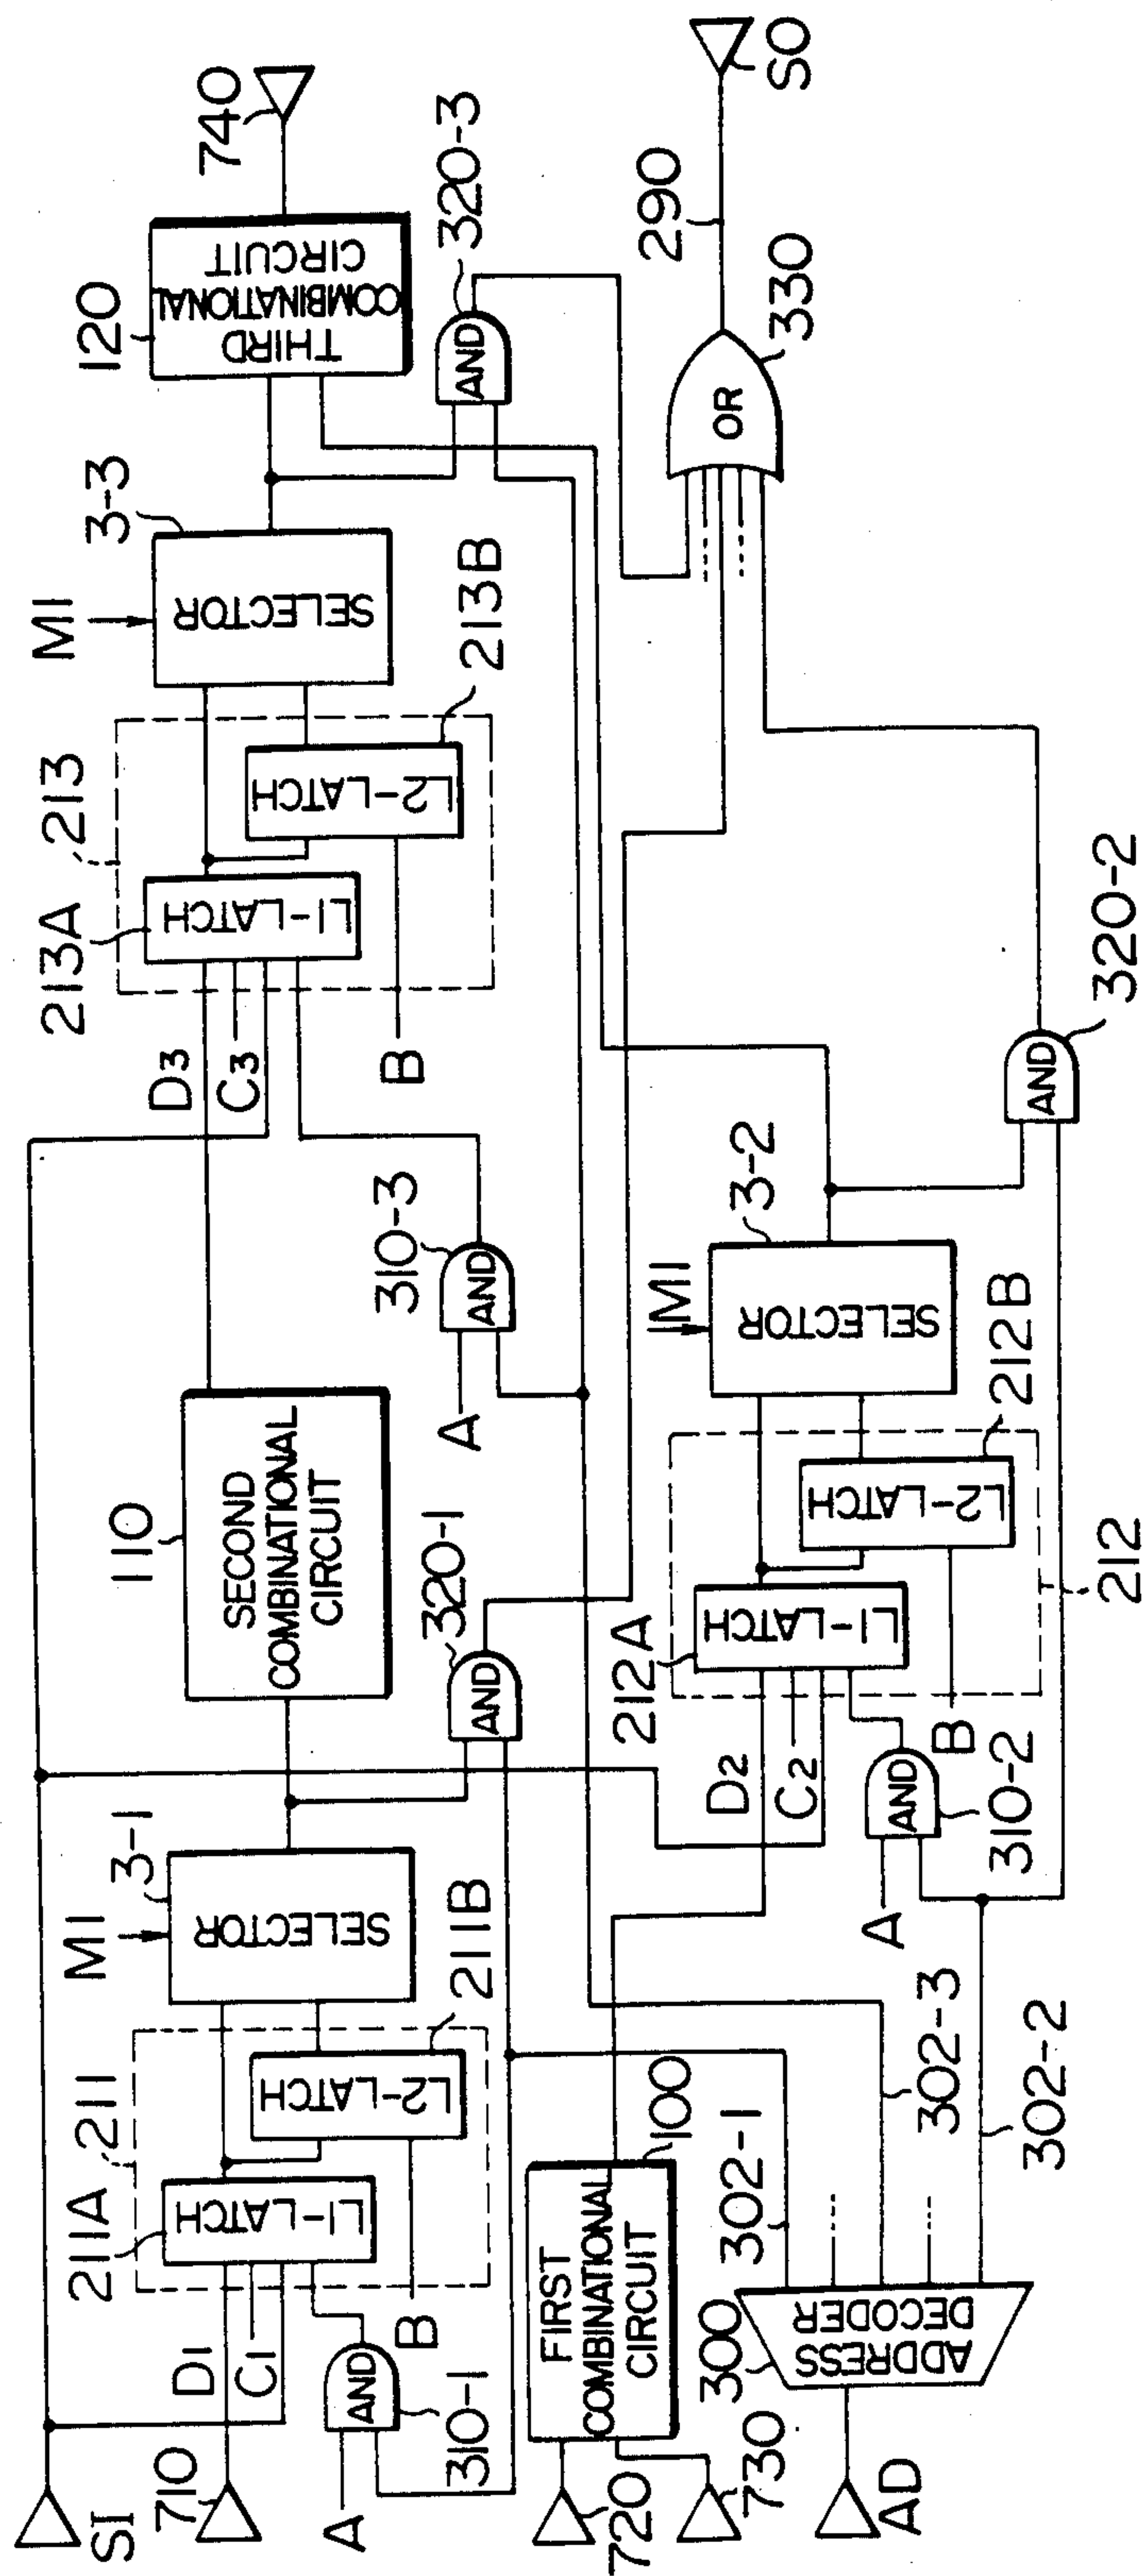 SI
710
A
D1
C1
310-1
AND
B
211A
211
L1-LATCH
L2-LATCH
211B
M1
3-1
SELECTOR
320-1
AND
110
SECOND
COMBINATIONAL
CIRCUIT
A
310-3
AND
D3
C3
B
213A
213
L1-LATCH
L2-LATCH
213B
M1
3-3
SELECTOR
120
THIRD
COMBINATIONAL
CIRCUIT
740
320-3
AND
720
730
FIRST
COMBINATIONAL
CIRCUIT
100
AD
300
ADDRESS
DECODER
302-1
302-3
302-2
A
310-2
AND
D2
C2
B
212A
L1-LATCH
L2-LATCH
212B
212
M1
3-2
SELECTOR
AND
320-2
OR
330
290
SO